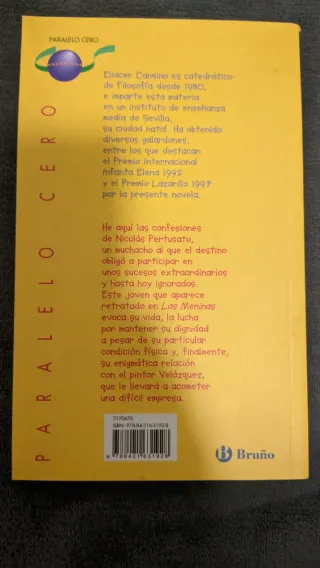 PARALELO CERO
Eliacer Cansino es catedrático
de Filosofía desde 1980,
e imparte esta materia
en un instituto de enseñanza
media de Sevilla,
su ciudad natal. Ha obtenido
diversos galardones,
entre los que destacan
el Premio Internacional
Infanta Elena 1992
y el Premio Lazarillo 1997
por la presente novela.
He aquí las confesiones
de Nicolás Pertusato,
un muchacho al que el destino
obligó a participar en
unos sucesos extraordinarios
y hasta hoy ignorados.
Este joven que aparece
retratado en Las Meninas
evoca su vida, la lucha
por mantener su dignidad
a pesar de su particular
condición física y, finalmente,
su enigmática relación
con el pintor Velázquez,
que le llevará a acometer
una difícil empresa.
PARALELO CERO
ISBN 9788421631928
9 788421 631928
Bruño